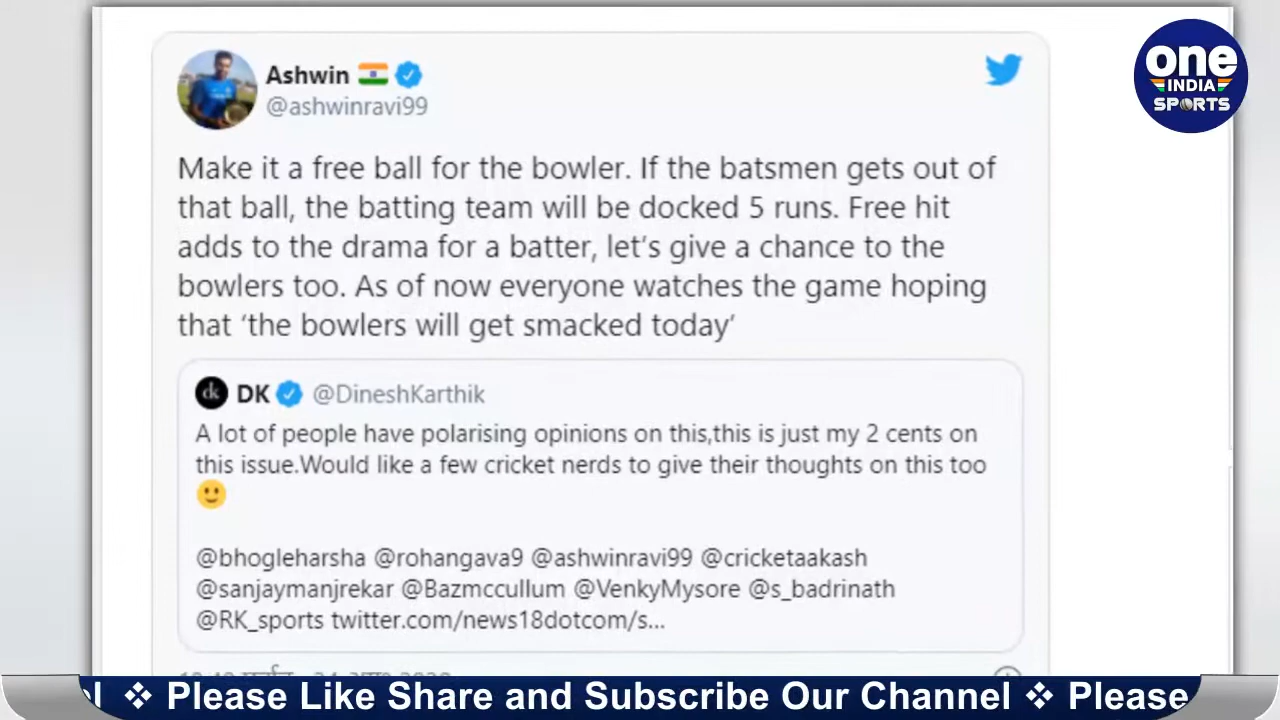 one
INDIA
SPORTS
Ashwin
@ashwinravi99
Make it a free ball for the bowler. If the batsmen gets out of
that ball, the batting team will be docked 5 runs. Free hit
adds to the drama for a batter, let's give a chance to the
bowlers too. As of now everyone watches the game hoping
that ‘the bowlers will get smacked today’
dk DK @DineshKarthik
A lot of people have polarising opinions on this,this is just my 2 cents on
this issue.Would like a few cricket nerds to give their thoughts on this too
🙂
@bhogleharsha @rohangava9 @ashwinravi99 @cricketaakash
@sanjaymanjrekar @Bazmccullum @VenkyMysore @s_badrinath
@RK_sports twitter.com/news18dotcom/s...
❖ Please Like Share and Subscribe Our Channel ❖ Please